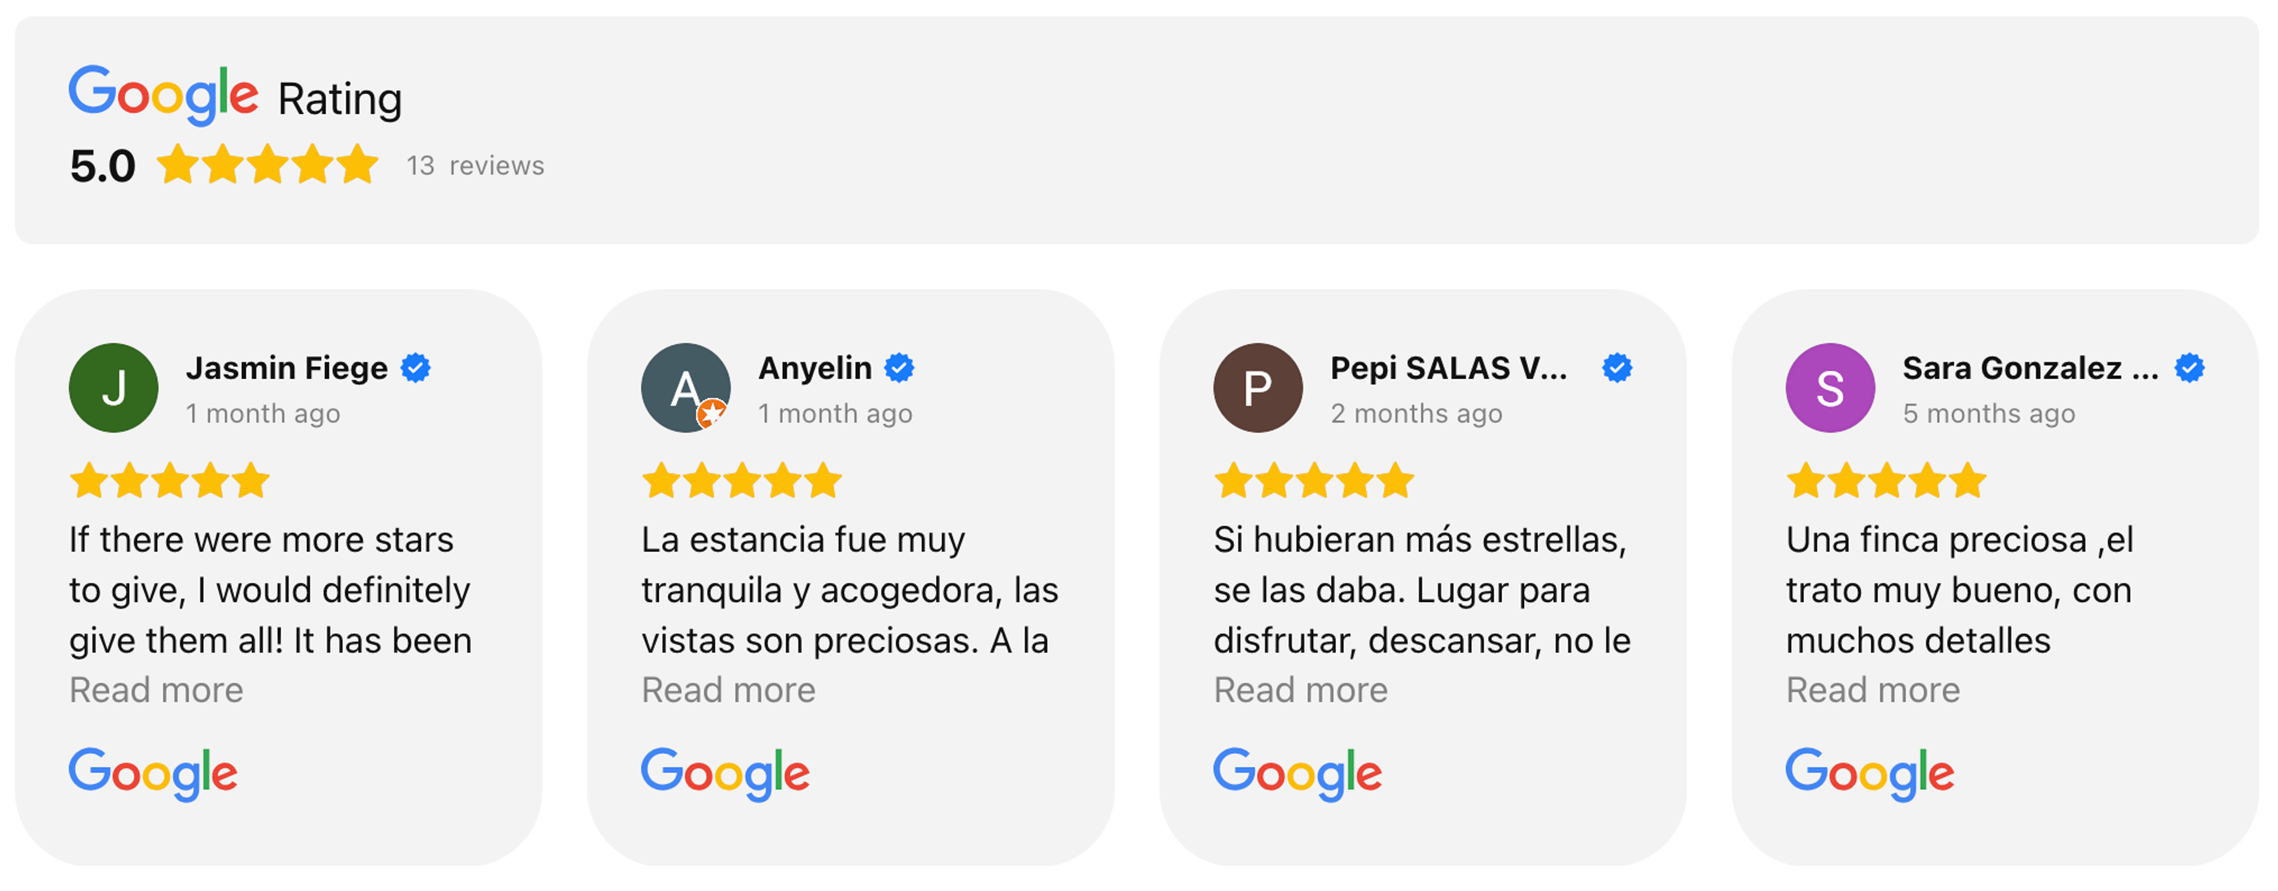 Google Rating
5.0 13 reviews
J
Jasmin Fiege
1 month ago
If there were more stars
to give, I would definitely
give them all! It has been
Read more
Google
A
Anyelin
1 month ago
La estancia fue muy
tranquila y acogedora, las
vistas son preciosas. A la
Read more
Google
P
Pepi SALAS V...
2 months ago
Si hubieran más estrellas,
se las daba. Lugar para
disfrutar, descansar, no le
Read more
Google
S
Sara Gonzalez ...
5 months ago
Una finca preciosa ,el
trato muy bueno, con
muchos detalles
Read more
Google